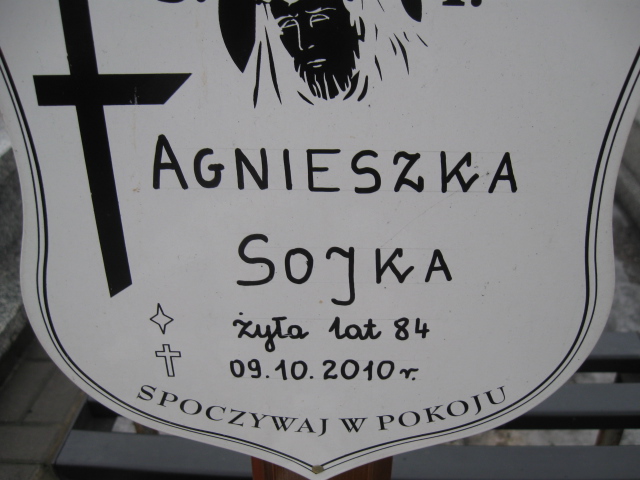 AGNIESZKA
SOJKA
żyła lat 84
09.10.2010 r.
SPOCZYWAJ W POKOJU